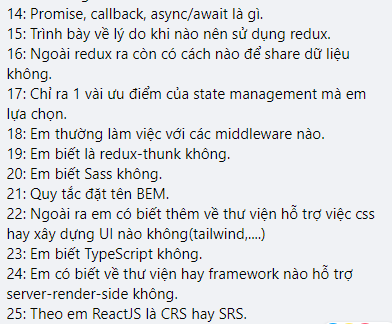 14: Promise, callback, async/await là gì.
15: Trình bày về lý do khi nào nên sử dụng redux.
16: Ngoài redux ra còn có cách nào để share dữ liệu
không.
17: Chỉ ra 1 vài ưu điểm của state management mà em
lựa chọn.
18: Em thường làm việc với các middleware nào.
19: Em biết là redux-thunk không.
20: Em biết Sass không.
21: Quy tắc đặt tên BEM.
22: Ngoài ra em có biết thêm về thư viện hỗ trợ việc css
hay xây dựng UI nào không(tailwind,....)
23: Em biết TypeScript không.
24: Em có biết về thư viện hay framework nào hỗ trợ
server-render-side không.
25: Theo em ReactJS là CRS hay SRS.